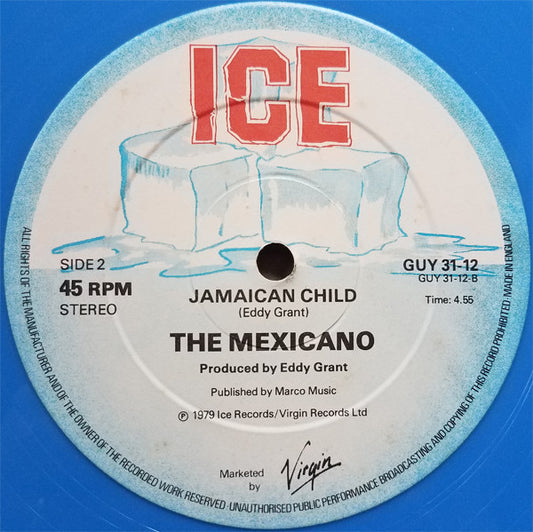 ICE
SIDE 2
45 RPM
STEREO
GUY 31-12
GUY 31-12-B
Time: 4.55
JAMAICAN CHILD
(Eddy Grant)
THE MEXICANO
Produced by Eddy Grant
Published by Marco Music
℗ 1979 Ice Records/Virgin Records Ltd
Marketed
by
Virgin
ALL RIGHTS OF THE MANUFACTURER AND OF THE OWNER OF THE RECORDED WORK RESERVED · UNAUTHORISED PUBLIC PERFORMANCE BROADCASTING AND COPYING OF THIS RECORD PROHIBITED · MADE IN ENGLAND